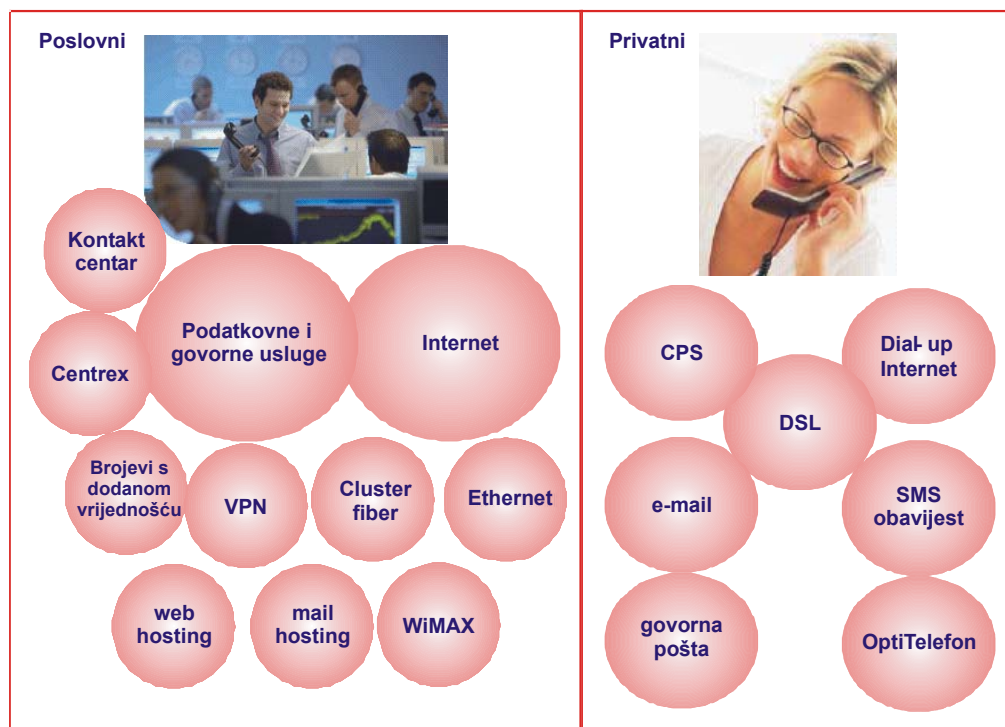 Poslovni
Kontakt
centar
Podatkovne i
govorne usluge
Internet
Centrex
Brojevi s
dodanom
vrijednošću
VPN
Cluster
fiber
Ethernet
web
hosting
mail
hosting
WiMAX
Privatni
CPS
Dial- up
Internet
DSL
e-mail
SMS
obavijest
govorna
pošta
OptiTelefon